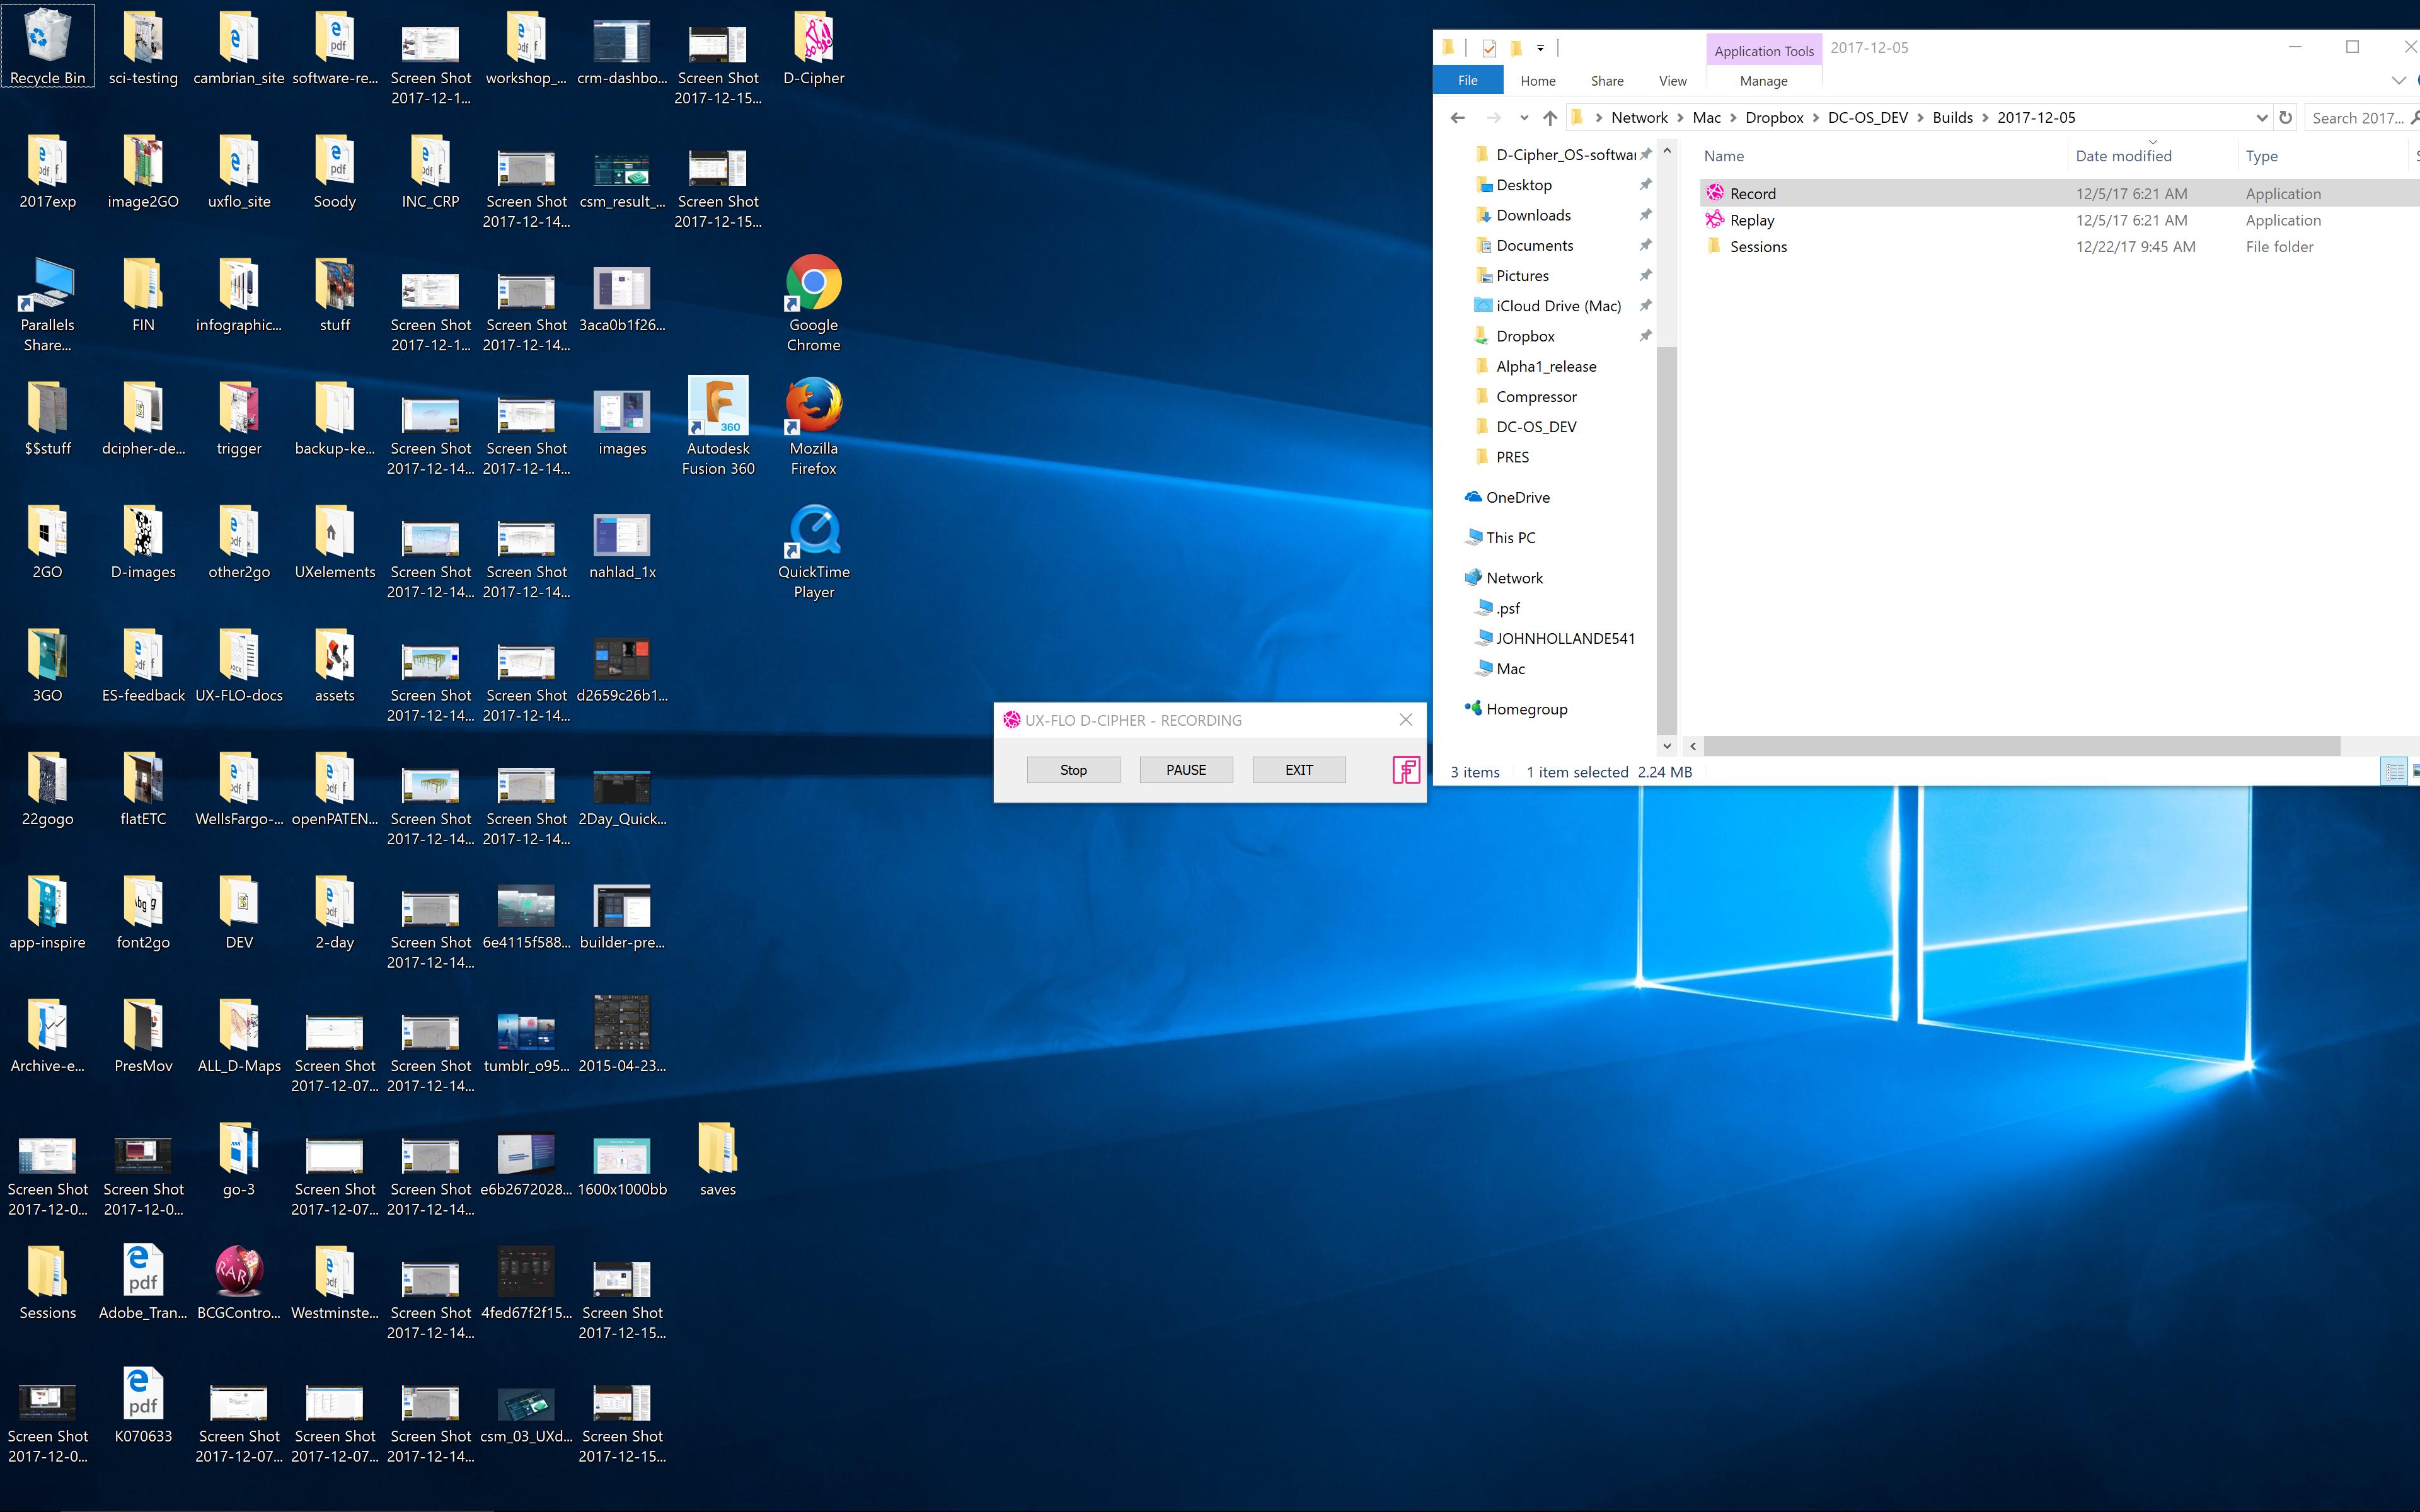 Recycle Bin
sci-testing
cambrian_site
software-re...
Screen Shot
2017-12-1...
workshop_...
crm-dashbo...
Screen Shot
2017-12-15...
D-Cipher
2017exp
image2GO
uxflo_site
Soody
INC_CRP
Screen Shot
2017-12-14...
csm_result_...
Screen Shot
2017-12-15...
Parallels
Share...
FIN
infographic...
stuff
Screen Shot
2017-12-1...
Screen Shot
2017-12-14...
3aca0b1f26...
Google
Chrome
$$stuff
dcipher-de...
trigger
backup-ke...
Screen Shot
2017-12-14...
Screen Shot
2017-12-14...
images
360
Autodesk
Fusion 360
Mozilla
Firefox
2GO
D-images
other2go
UXelements
Screen Shot
2017-12-14...
Screen Shot
2017-12-14...
nahlad_1x
QuickTime
Player
3GO
ES-feedback
UX-FLO-docs
assets
Screen Shot
2017-12-14...
Screen Shot
2017-12-14...
d2659c26b1...
22gogo
flatETC
WellsFargo-...
openPATEN...
Screen Shot
2017-12-14...
Screen Shot
2017-12-14...
2Day_Quick...
app-inspire
font2go
DEV
2-day
Screen Shot
2017-12-14...
6e4115f588...
builder-pre...
Archive-e...
PresMov
ALL_D-Maps
Screen Shot
2017-12-07...
Screen Shot
2017-12-14...
tumblr_o95...
2015-04-23...
Screen Shot
2017-12-0...
Screen Shot
2017-12-0...
go-3
Screen Shot
2017-12-07...
Screen Shot
2017-12-14...
e6b2672028...
1600x1000bb
saves
Sessions
pdf
Adobe_Tran...
RAR
BCGContro...
Westminste...
Screen Shot
2017-12-14...
4fed67f2f15...
Screen Shot
2017-12-15...
Screen Shot
2017-12-0...
pdf
K070633
Screen Shot
2017-12-07...
Screen Shot
2017-12-07...
Screen Shot
2017-12-14...
csm_03_UXd...
Screen Shot
2017-12-15...
UX-FLO D-CIPHER - RECORDING
Stop PAUSE EXIT
Application Tools 2017-12-05
File Home Share View Manage
Network Mac Dropbox DC-OS_DEV Builds 2017-12-05 Search 2017...
D-Cipher_OS-softwar
Desktop
Downloads
Documents
Pictures
iCloud Drive (Mac)
Dropbox
Alpha1_release
Compressor
DC-OS_DEV
PRES
OneDrive
This PC
Network
.psf
JOHNHOLLANDE541
Mac
Homegroup
Name Date modified Type
Record 12/5/17 6:21 AM Application
Replay 12/5/17 6:21 AM Application
Sessions 12/22/17 9:45 AM File folder
3 items 1 item selected 2.24 MB